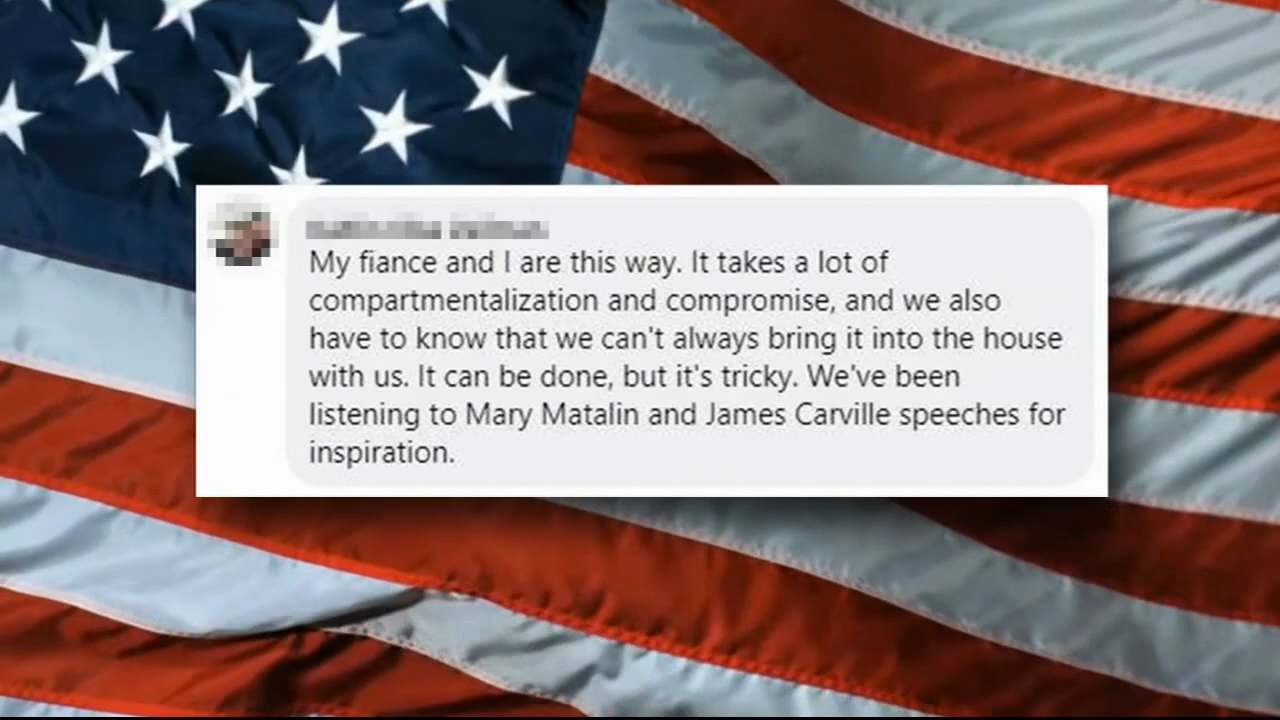 My fiance and I are this way. It takes a lot of
compartmentalization and compromise, and we also
have to know that we can't always bring it into the house
with us. It can be done, but it's tricky. We've been
listening to Mary Matalin and James Carville speeches for
inspiration.